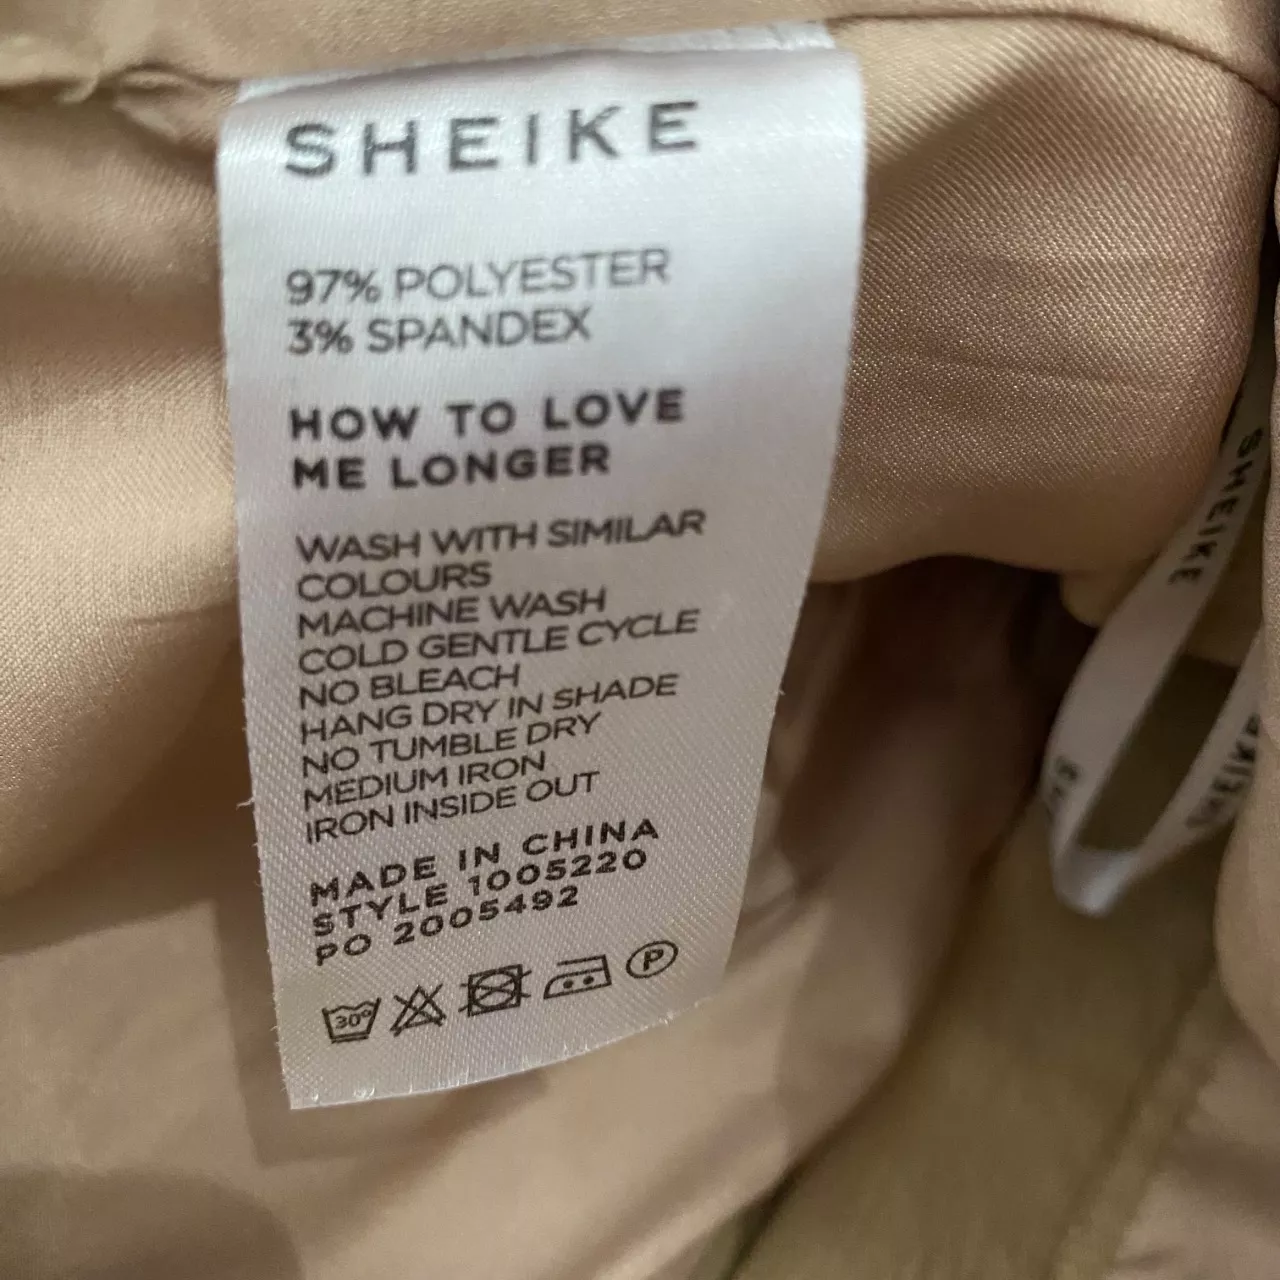 SHEIKE
97% POLYESTER
3% SPANDEX
HOW TO LOVE
ME LONGER
WASH WITH SIMILAR
COLOURS
MACHINE WASH
COLD GENTLE CYCLE
NO BLEACH
HANG DRY IN SHADE
NO TUMBLE DRY
MEDIUM IRON
IRON INSIDE OUT
MADE IN CHINA
STYLE 1005220
PO 2005492
30° P
SHEIKE